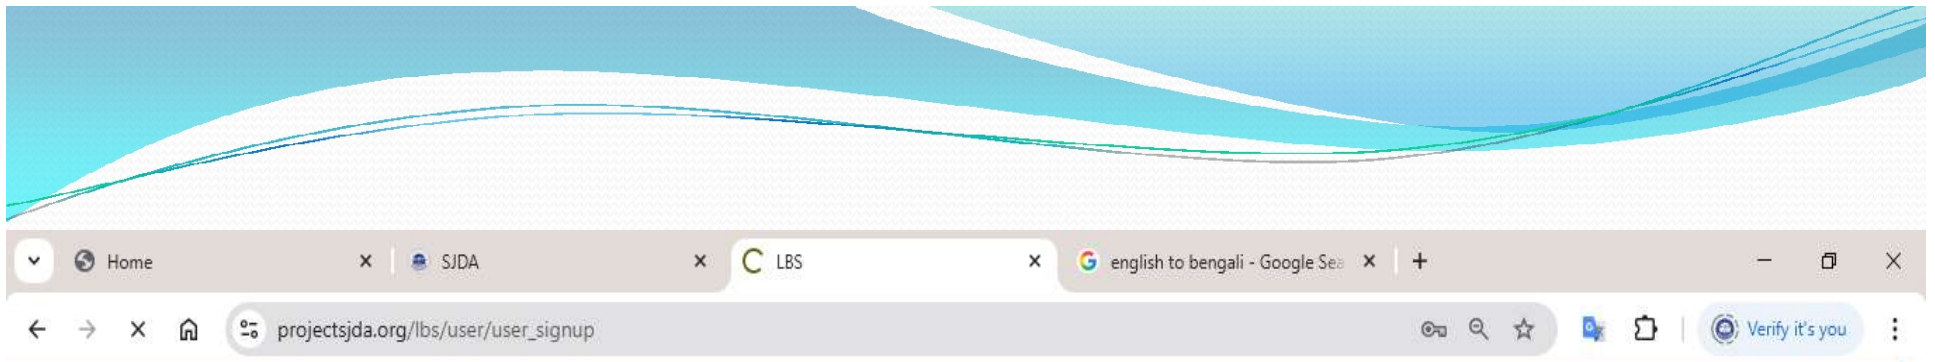 Home SJDA LBS english to bengali - Google Sea
projectsjda.org/lbs/user/user_signup Verify it's you